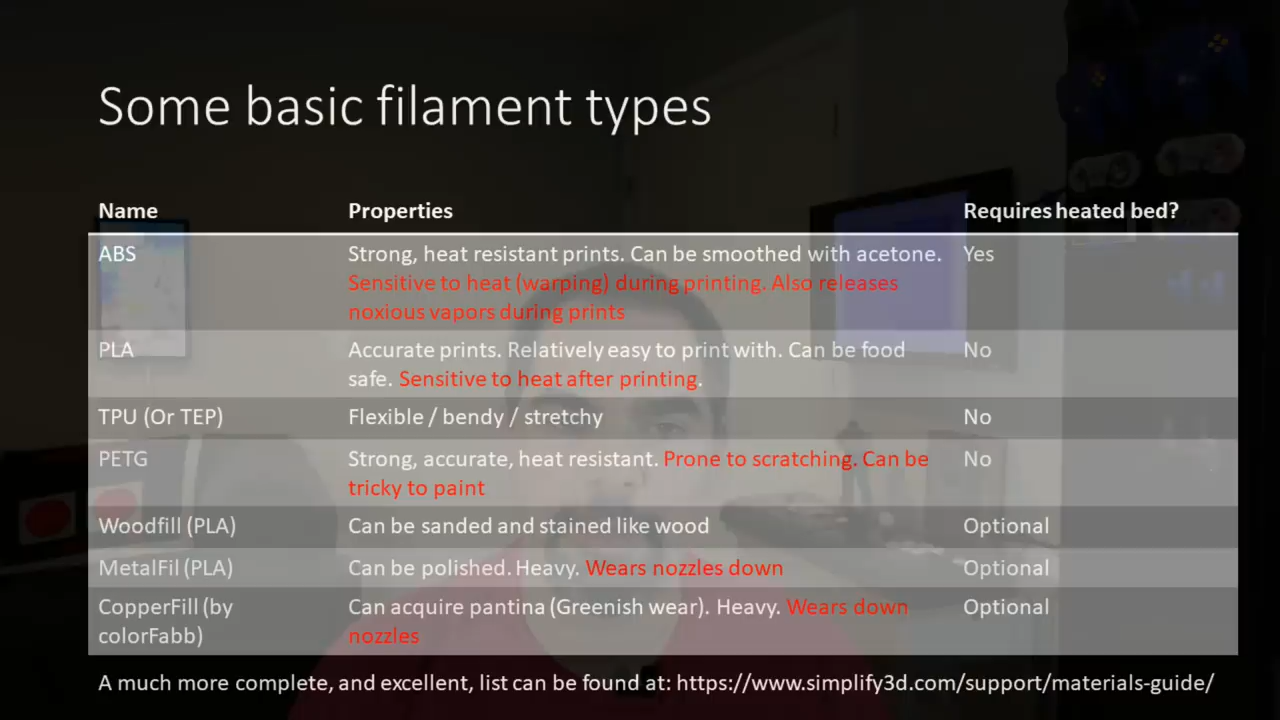 Some basic filament types
Name Properties Requires heated bed?
ABS Strong, heat resistant prints. Can be smoothed with acetone. Yes
Sensitive to heat (warping) during printing. Also releases
noxious vapors during prints
PLA Accurate prints. Relatively easy to print with. Can be food No
safe. Sensitive to heat after printing.
TPU (Or TEP) Flexible / bendy / stretchy No
PETG Strong, accurate, heat resistant. Prone to scratching. Can be No
tricky to paint
Woodfill (PLA) Can be sanded and stained like wood Optional
MetalFil (PLA) Can be polished. Heavy. Wears nozzles down Optional
CopperFill (by Can acquire pantina (Greenish wear). Heavy. Wears down Optional
colorFabb) nozzles
A much more complete, and excellent, list can be found at: https://www.simplify3d.com/support/materials-guide/